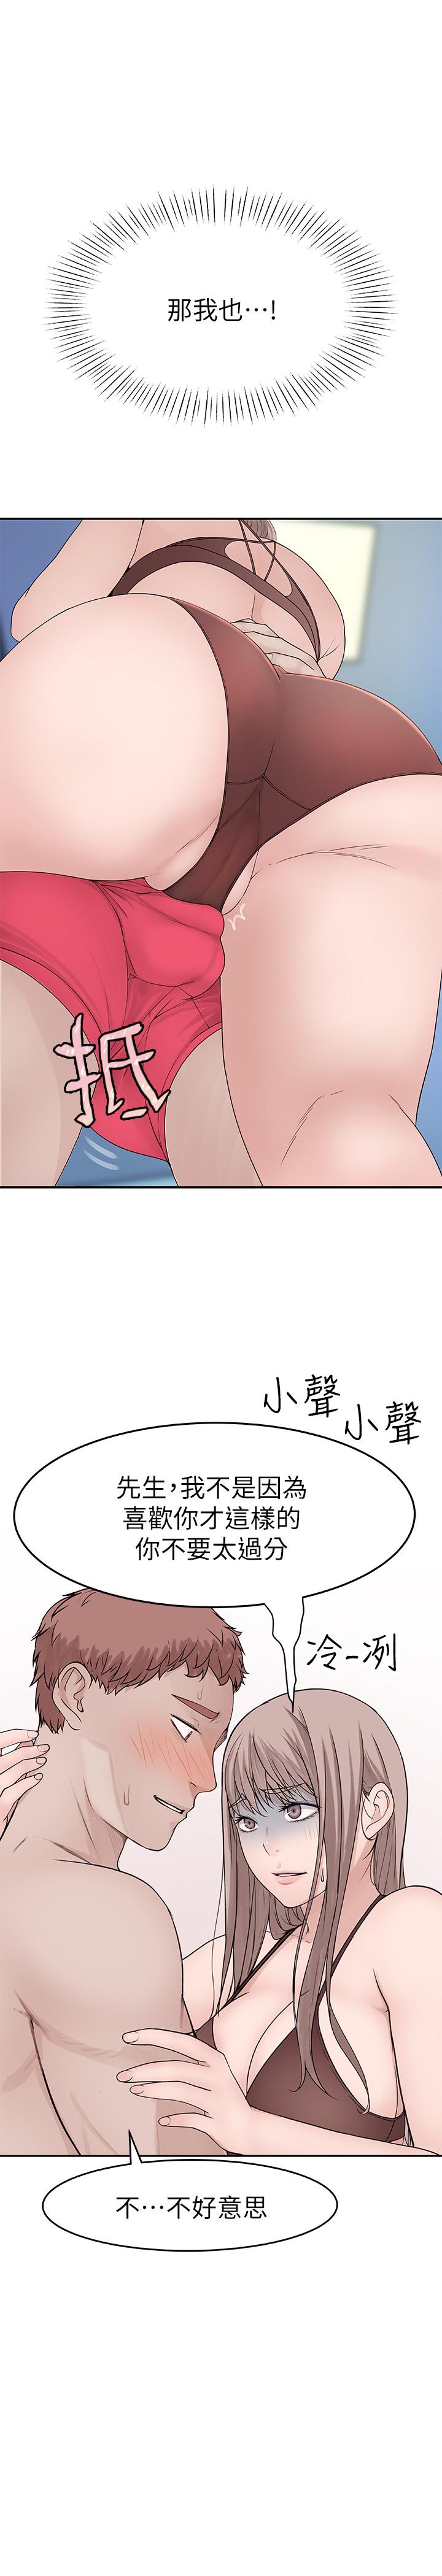 那我也…!
抵
小聲
小聲
先生,我不是因為
喜歡你才這樣的
你不要太過分
冷-冽
不…不好意思